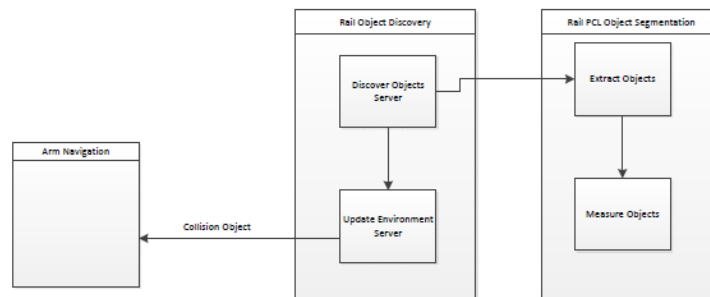 Rail Object Discovery
Rail PCL Object Segmentation
Discover Objects
Server
Extract Objects
Arm Navigation
Collision Object
Update Environment
Server
Measure Objects